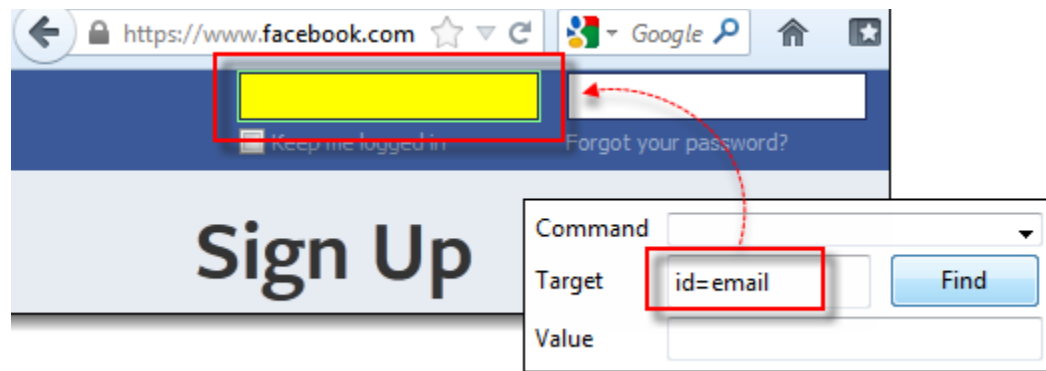 https://www.facebook.com Google
Keep me logged in Forgot your password?
Sign Up
Command
Target id=email Find
Value